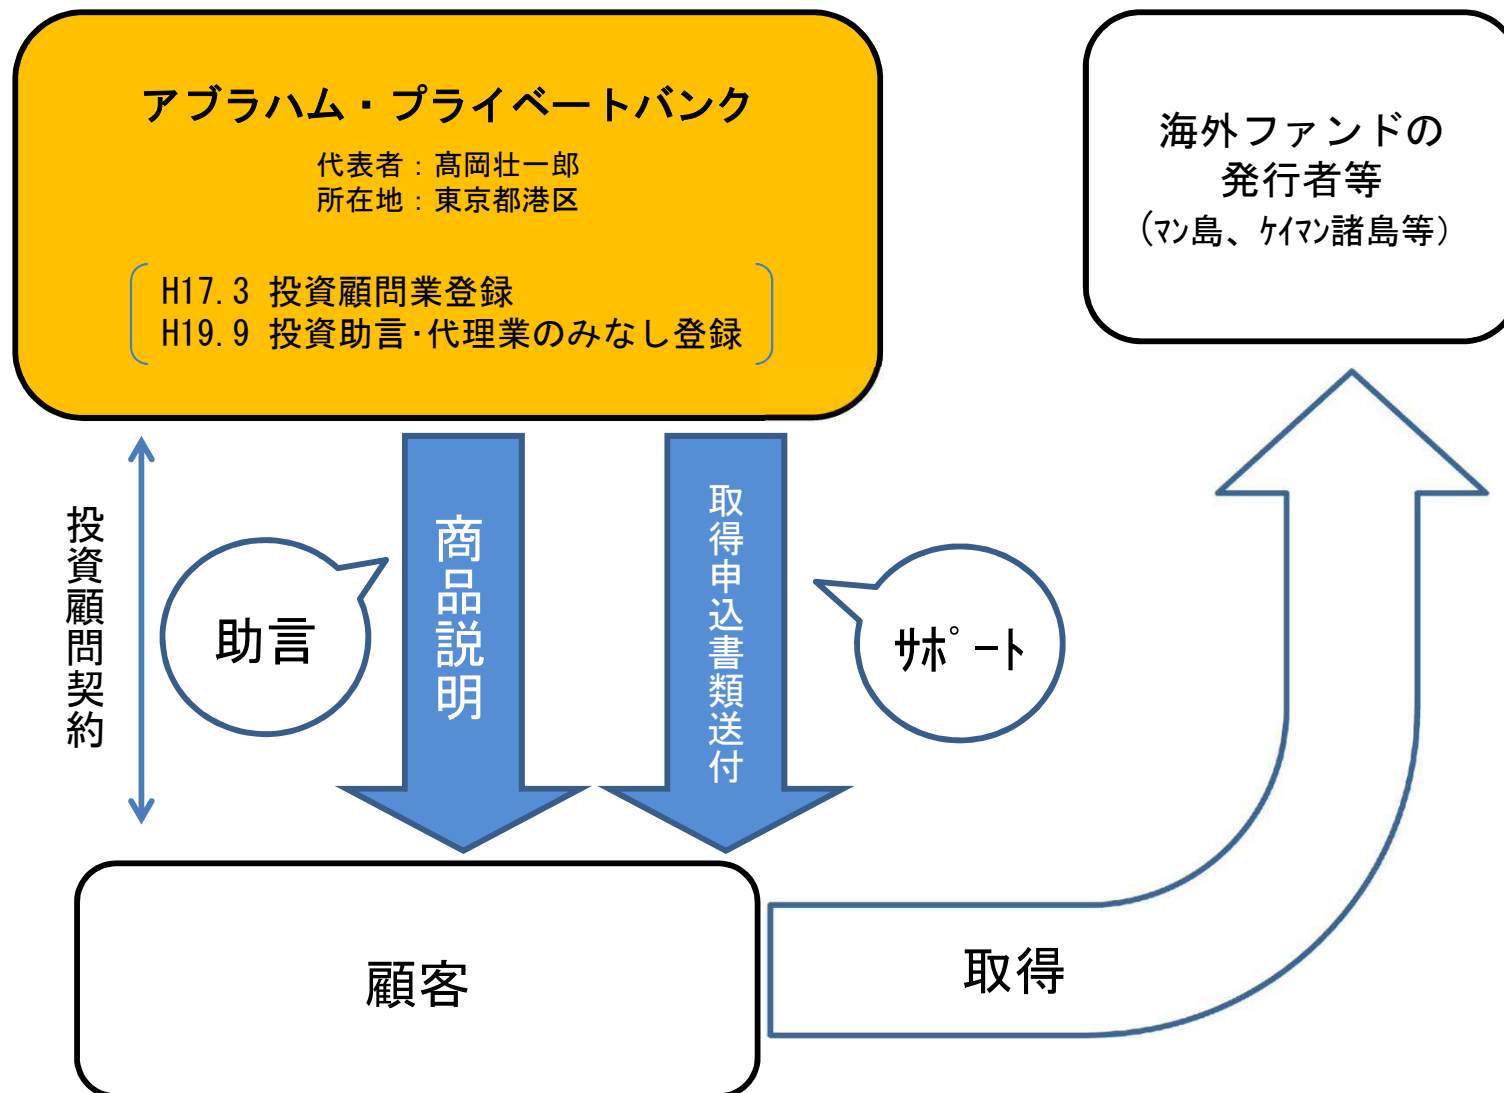 アブラハム・プライベートバンク
代表者：髙岡壮一郎
所在地：東京都港区
H17.3 投資顧問業登録
H19.9 投資助言・代理業のみなし登録
海外ファンドの
発行者等
（ﾏﾝ島、ｹｲﾏﾝ諸島等）
投資顧問契約
助言
商品説明
取得申込書類送付
ｻﾎﾟｰﾄ
顧客
取得